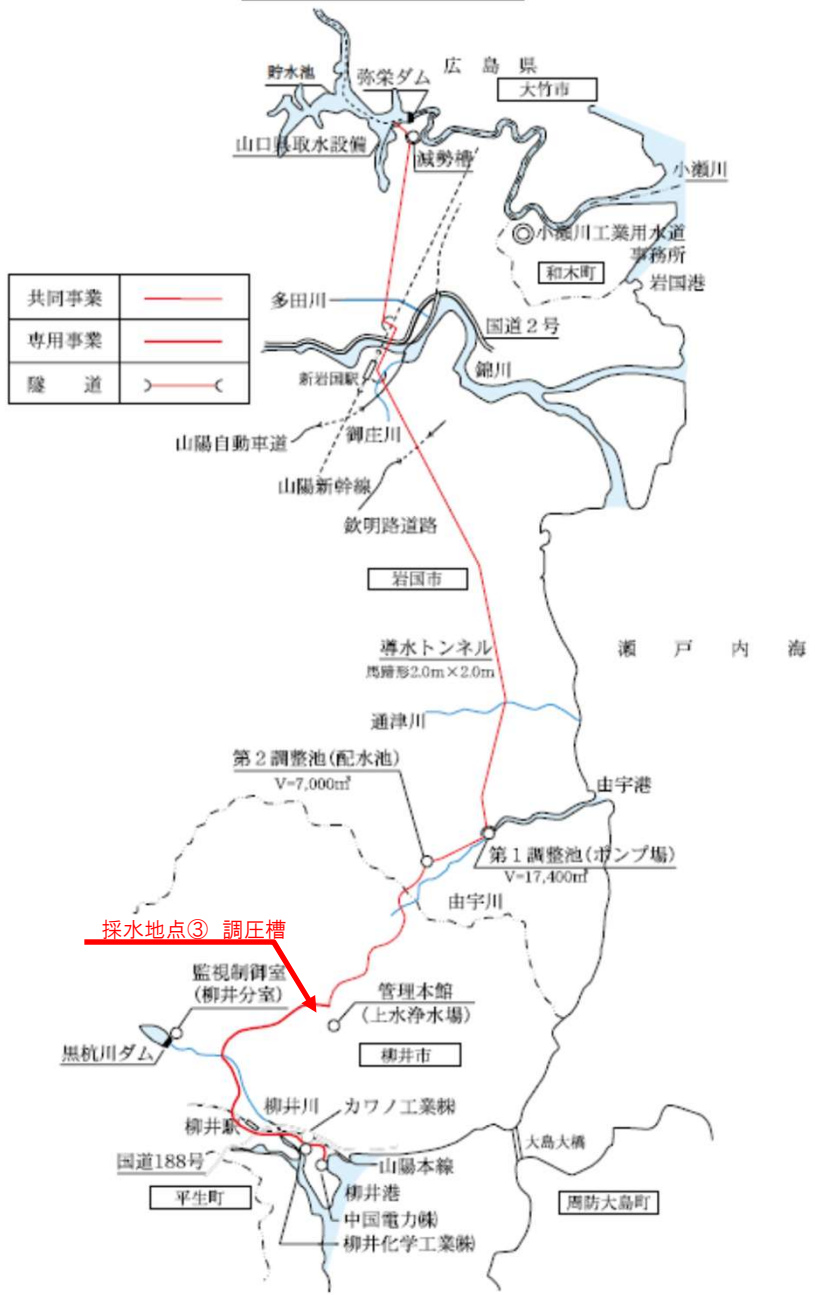 広島県
貯水池
弥栄ダム
大竹市
山口県取水設備
減勢槽
小瀬川
小瀬川工業用水道
事務所
和木町
岩国港
共同事業
専用事業
隧　道
多田川
国道２号
錦川
新岩国駅
山陽自動車道
御庄川
山陽新幹線
欽明路道路
岩国市
瀬戸内海
導水トンネル
馬蹄形2.0m×2.0m
通津川
第２調整池(配水池)
V=7,000㎥
由宇港
第１調整池(ポンプ場)
V=17,400㎥
由宇川
採水地点③　調圧槽
監視制御室
(柳井分室)
管理本館
(上水浄水場)
黒杭川ダム
柳井市
柳井川
カワノ工業㈱
柳井駅
大島大橋
国道188号
山陽本線
平生町
柳井港
周防大島町
中国電力㈱
柳井化学工業㈱